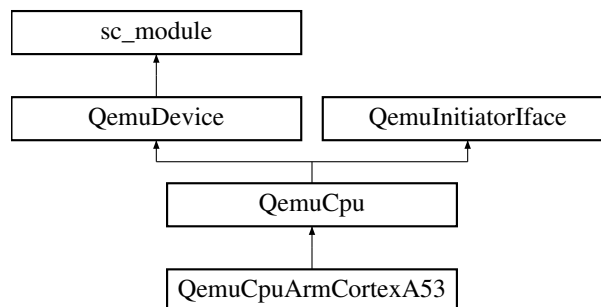 sc_module
QemuDevice
QemuInitiatorIface
QemuCpu
QemuCpuArmCortexA53